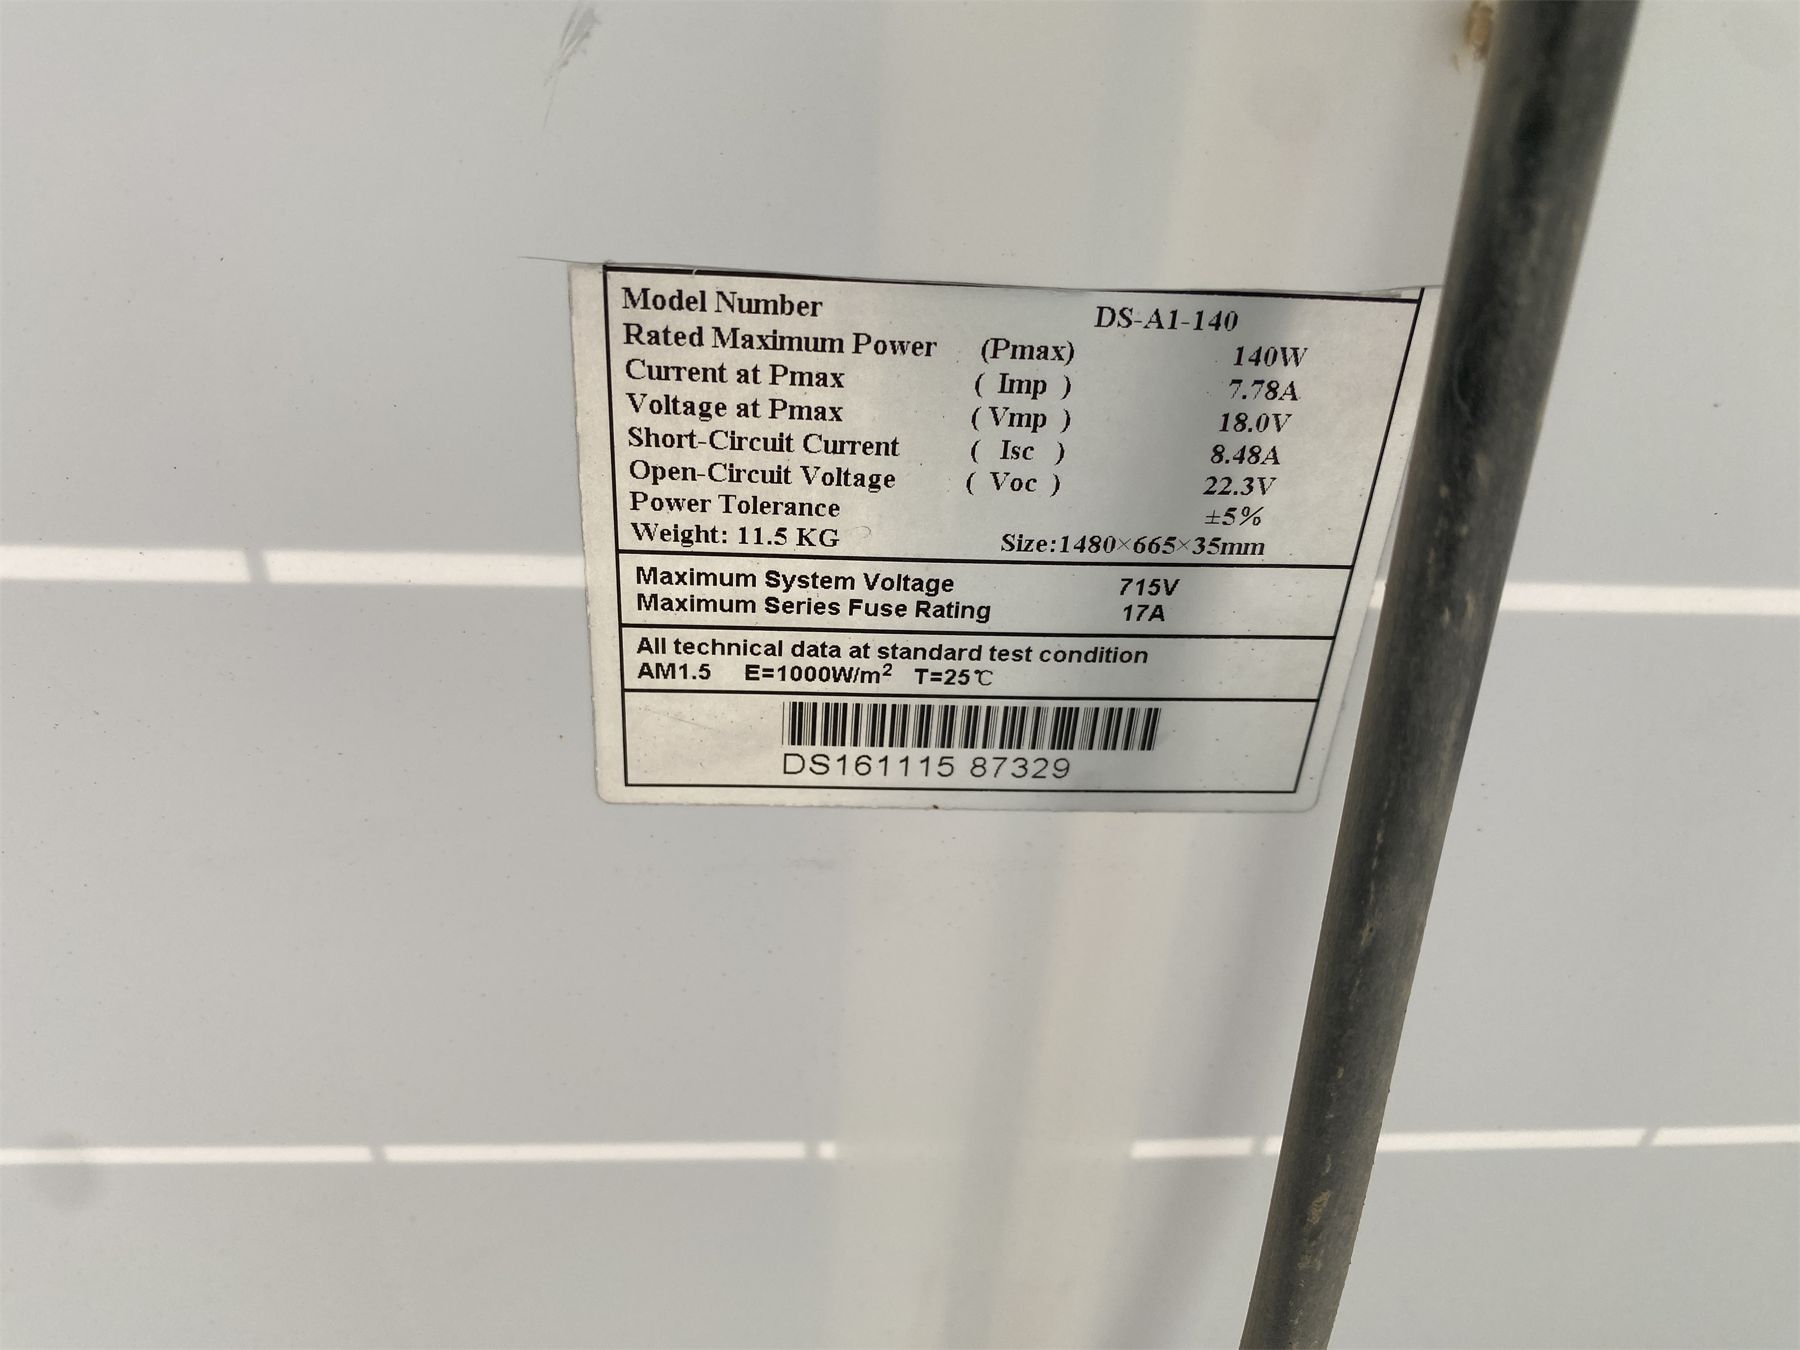 Model Number DS-A1-140
Rated Maximum Power (Pmax) 140W
Current at Pmax ( Imp ) 7.78A
Voltage at Pmax ( Vmp ) 18.0V
Short-Circuit Current ( Isc ) 8.48A
Open-Circuit Voltage ( Voc ) 22.3V
Power Tolerance ±5%
Weight: 11.5 KG Size:1480×665×35mm
Maximum System Voltage 715V
Maximum Series Fuse Rating 17A
All technical data at standard test condition
AM1.5 E=1000W/m² T=25℃
DS161115 87329